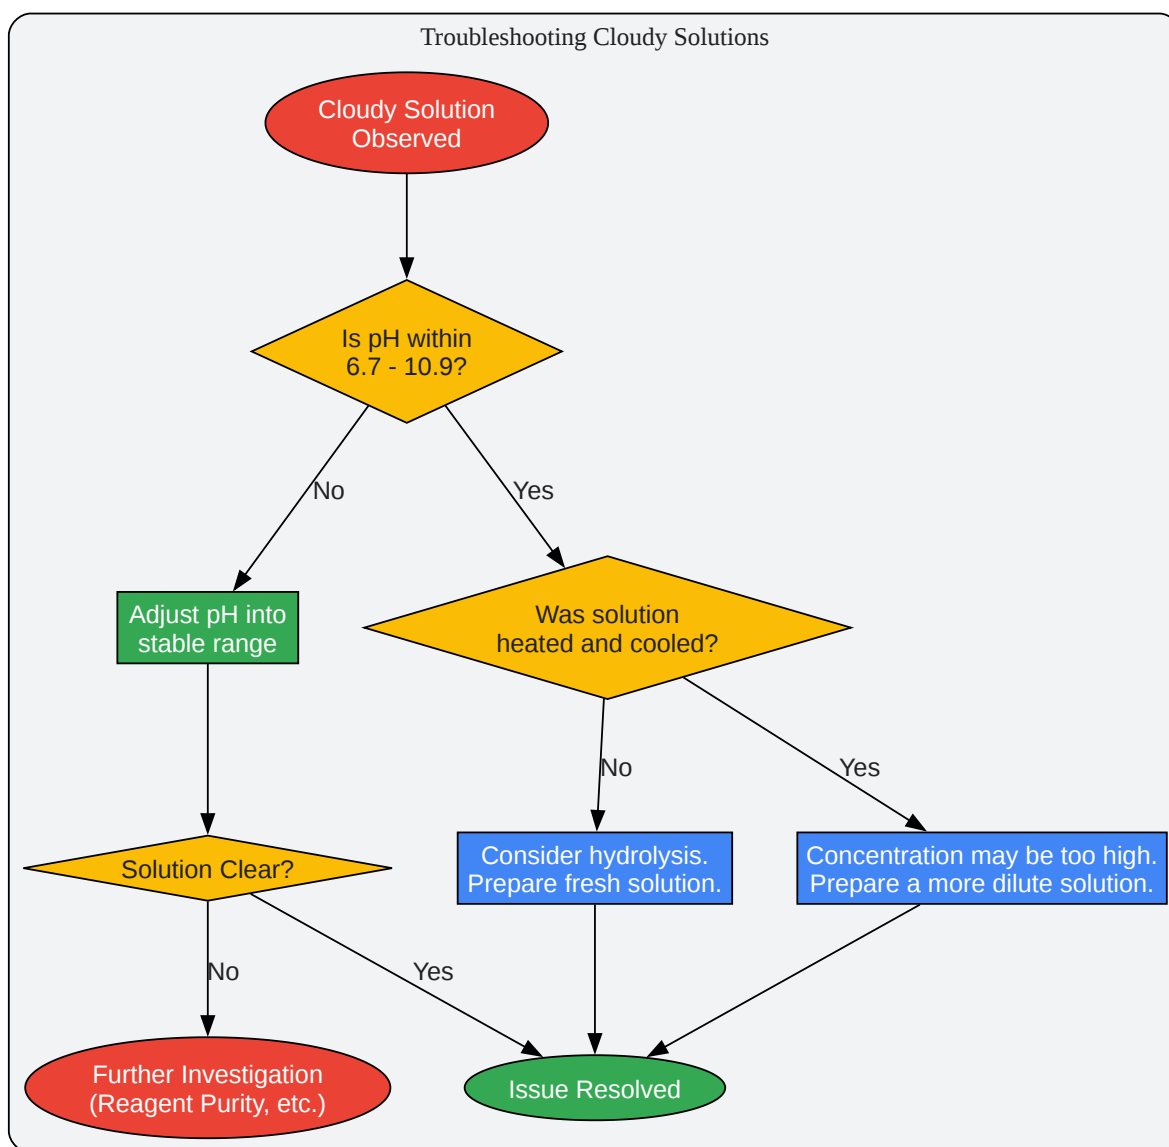 Troubleshooting Cloudy Solutions
Cloudy Solution
Observed
Is pH within
6.7 - 10.9?
No
Yes
Adjust pH into
stable range
Was solution
heated and cooled?
No
Yes
Solution Clear?
Consider hydrolysis.
Prepare fresh solution.
Concentration may be too high.
Prepare a more dilute solution.
No
Yes
Further Investigation
(Reagent Purity, etc.)
Issue Resolved